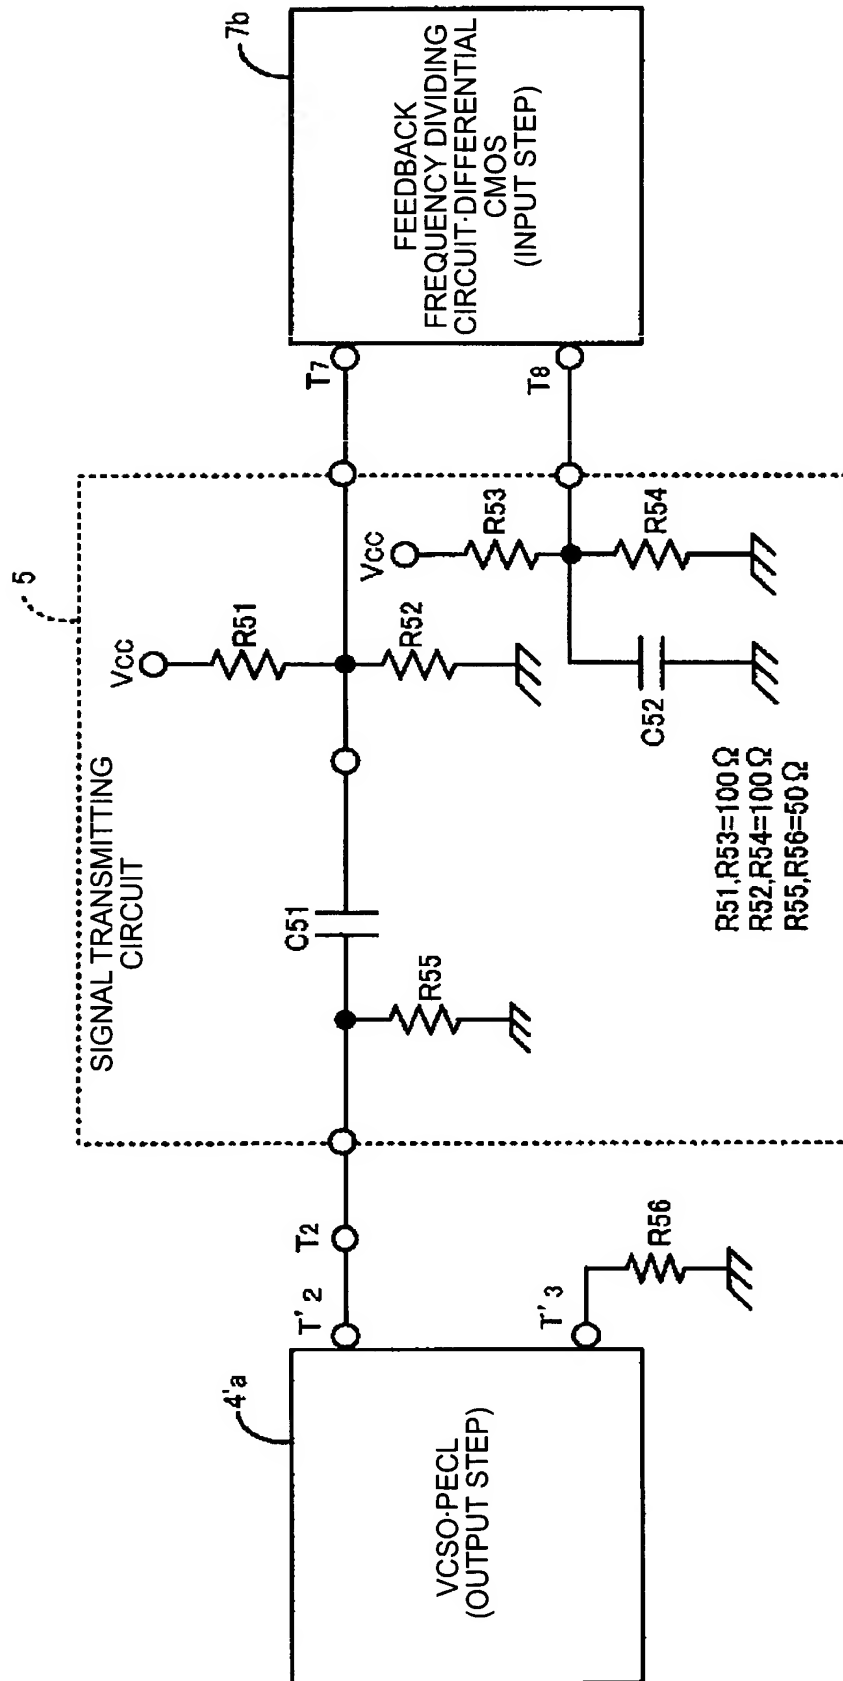 5
SIGNAL TRANSMITTING
CIRCUIT
4'a
VCSO·PECL
(OUTPUT STEP)
T'2
T2
T'3
R56
R55
C51
Vcc
R51
R52
Vcc
R53
R54
C52
R51,R53=100Ω
R52,R54=100Ω
R55,R56=50Ω
T7
T8
7b
FEEDBACK
FREQUENCY DIVIDING
CIRCUIT·DIFFERENTIAL
CMOS
(INPUT STEP)